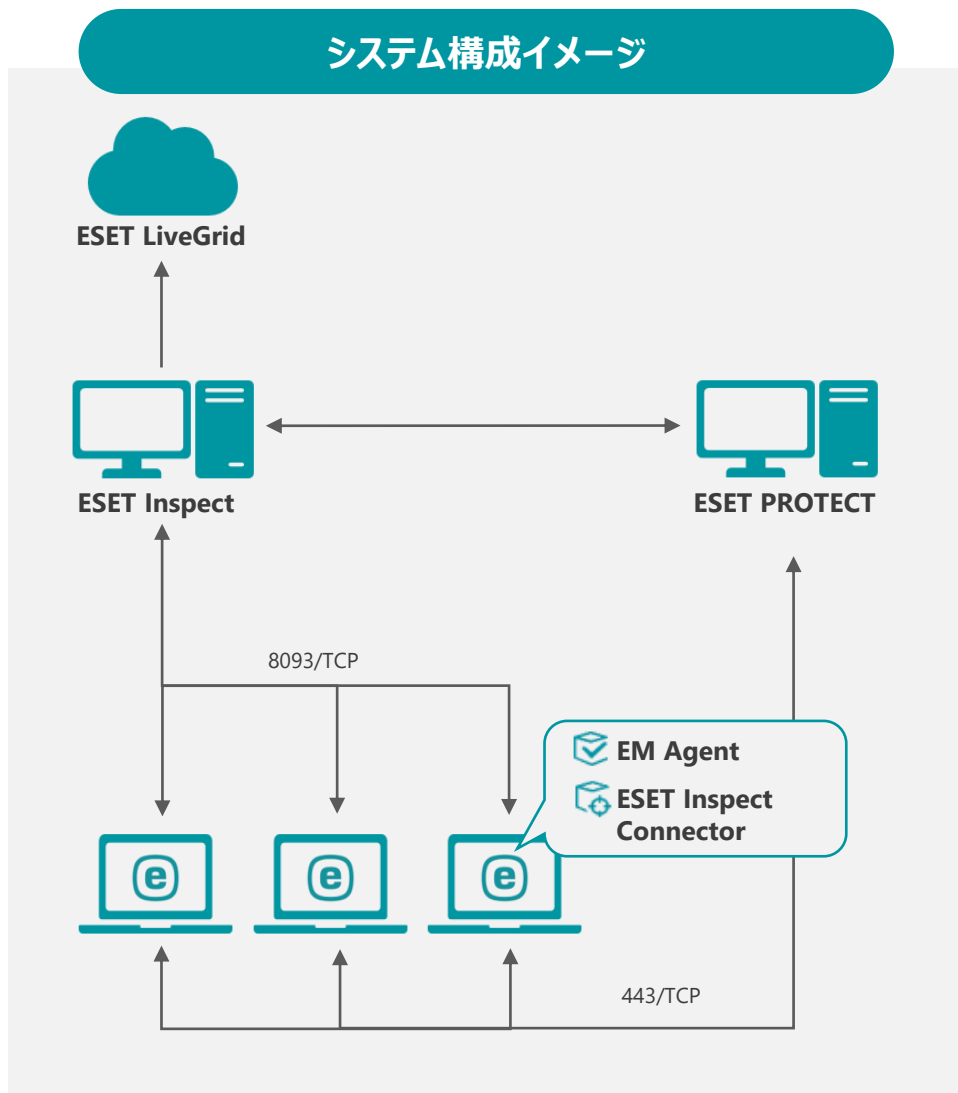 システム構成イメージ
ESET LiveGrid
ESET Inspect
ESET PROTECT
8093/TCP
EM Agent
ESET Inspect
Connector
e
e
e
443/TCP